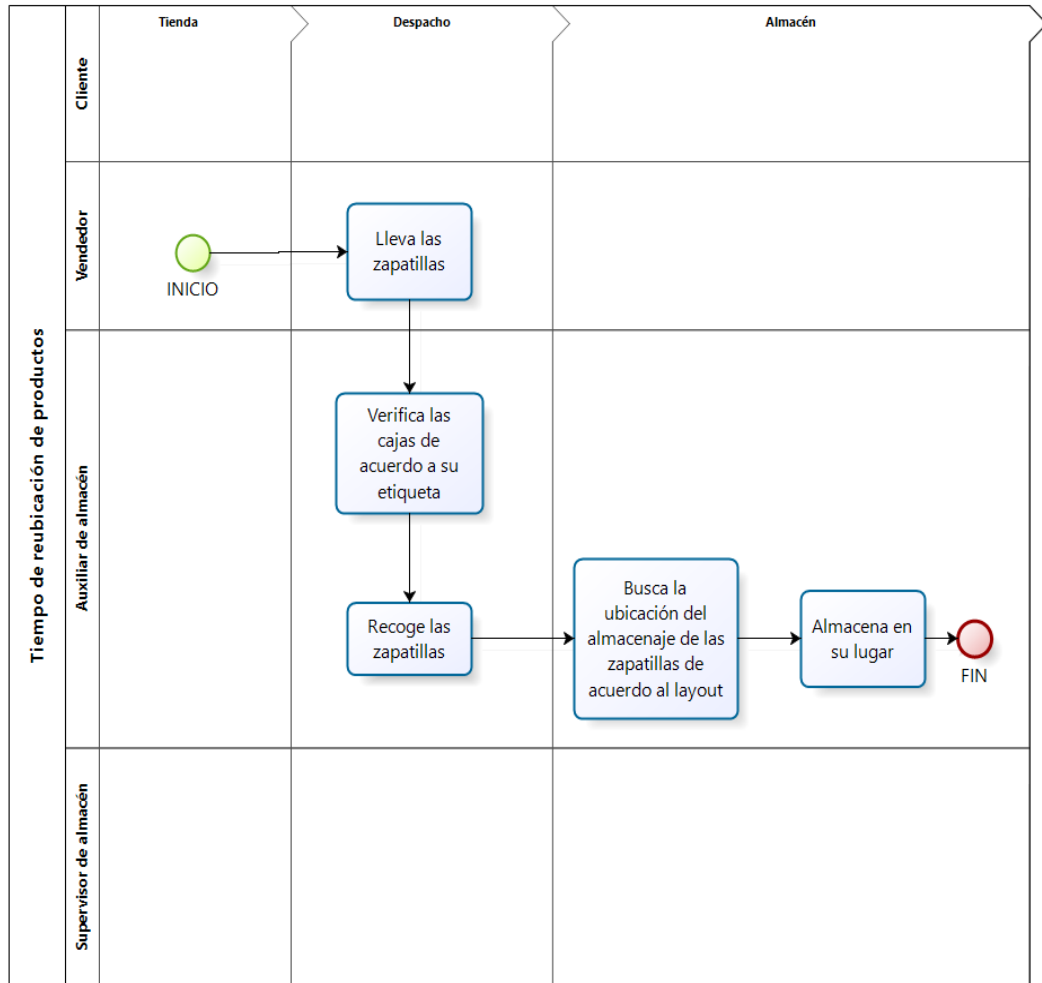 Tienda
Despacho
Almacén
Tiempo de reubicación de productos
Cliente
Vendedor
INICIO
Lleva las
zapatillas
Auxiliar de almacén
Verifica las
cajas de
acuerdo a su
etiqueta
Recoge las
zapatillas
Busca la
ubicación del
almacenaje de las
zapatillas de
acuerdo al layout
Almacena en
su lugar
FIN
Supervisor de almacén